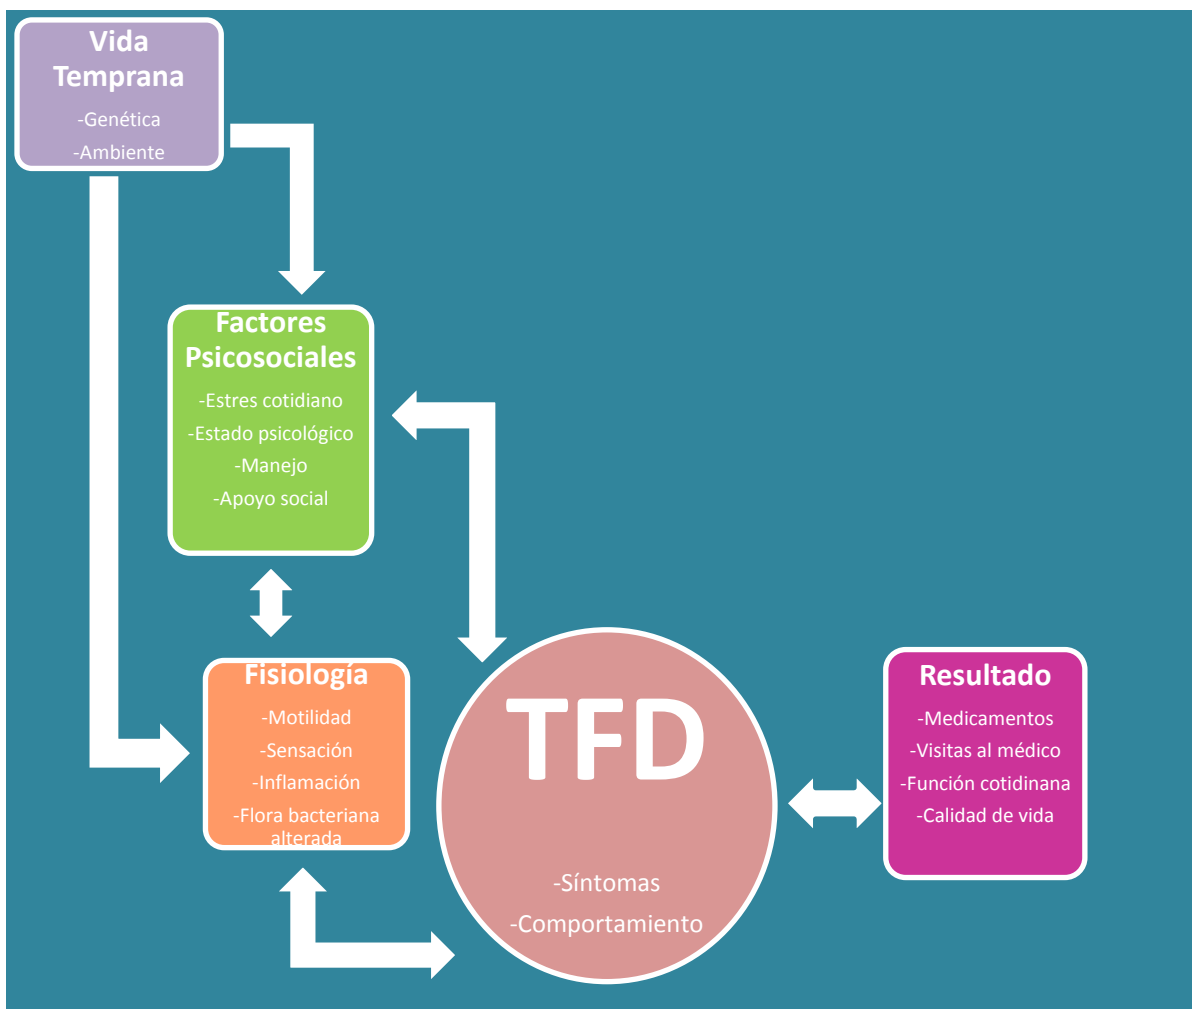 Vida
Temprana
-Genética
-Ambiente
Factores
Psicosociales
-Estres cotidiano
-Estado psicológico
-Manejo
-Apoyo social
Fisiología
-Motilidad
-Sensación
-Inflamación
-Flora bacteriana
alterada
TFD
-Síntomas
-Comportamiento
Resultado
-Medicamentos
-Visitas al médico
-Función cotidinana
-Calidad de vida